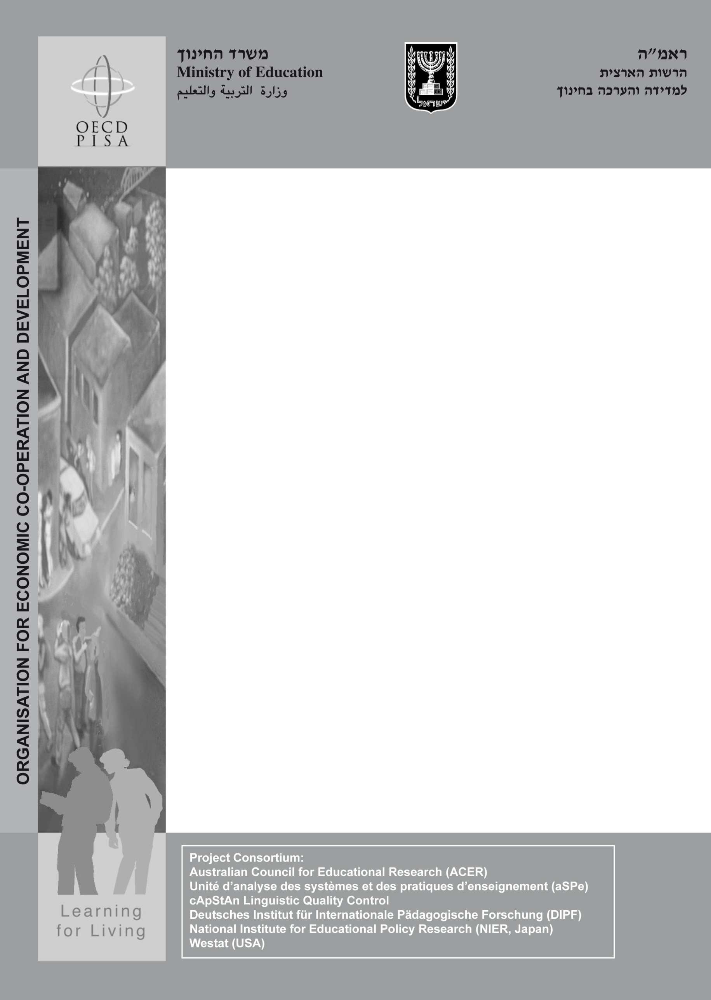 משרד החינוך
Ministry of Education
وزارة التربية والتعليم
ישראל
ראמ״ה
הרשות הארצית
למדידה והערכה בחינוך
OECD
PISA
ORGANISATION FOR ECONOMIC CO-OPERATION AND DEVELOPMENT
Learning
for Living
Project Consortium:
Australian Council for Educational Research (ACER)
Unité d’analyse des systèmes et des pratiques d’enseignement (aSPe)
cApStAn Linguistic Quality Control
Deutsches Institut für Internationale Pädagogische Forschung (DIPF)
National Institute for Educational Policy Research (NIER, Japan)
Westat (USA)